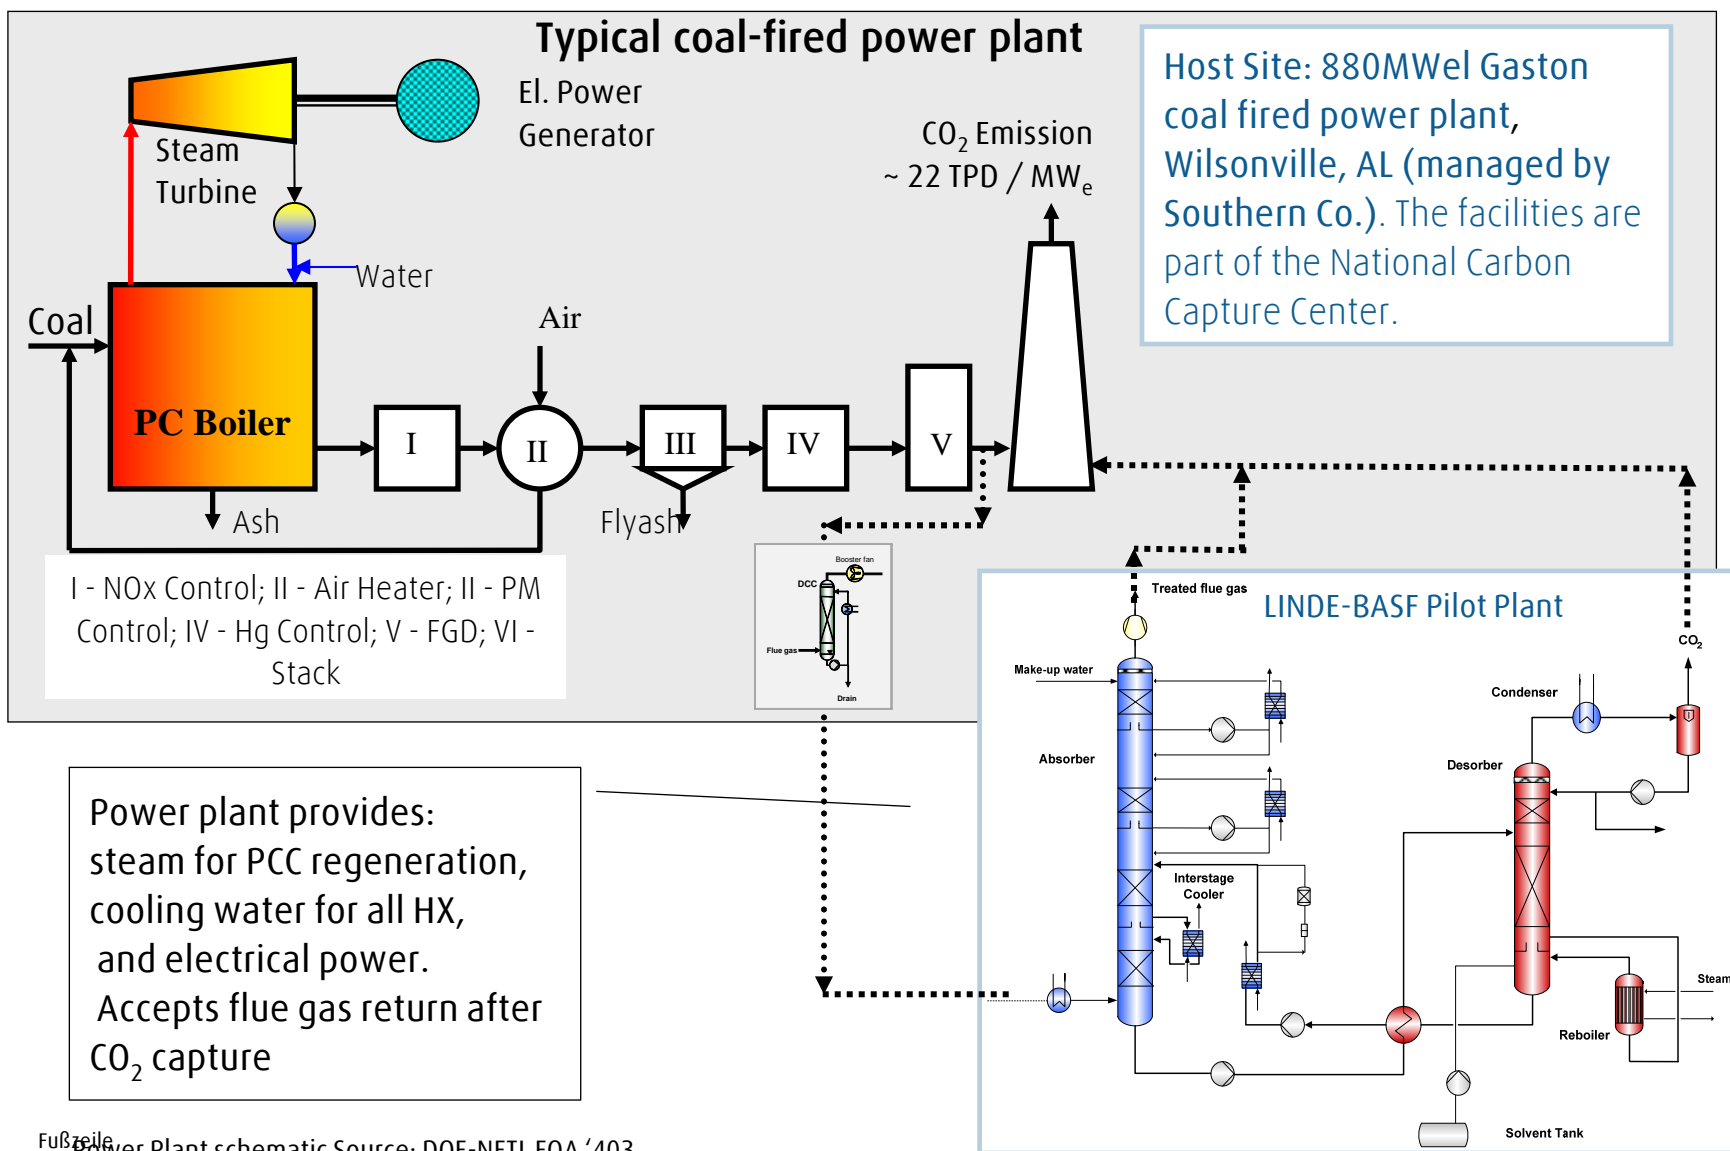 Typical coal-fired power plant
Host Site: 880MWel Gaston
coal fired power plant,
Wilsonville, AL (managed by
Southern Co.). The facilities are
part of the National Carbon
Capture Center.
El. Power
Generator
Steam
Turbine
CO2 Emission
~ 22 TPD / MWe
Water
Coal
Air
PC Boiler
I
II
III
IV
V
Ash
Flyash
I - NOx Control; II - Air Heater; II - PM
Control; IV - Hg Control; V - FGD; VI -
Stack
Booster fan
DCC
Flue gas
Drain
LINDE-BASF Pilot Plant
Treated flue gas
CO2
Make-up water
Condenser
Absorber
Desorber
Interstage
Cooler
Steam
Reboiler
Solvent Tank
Power plant provides:
steam for PCC regeneration,
cooling water for all HX,
and electrical power.
Accepts flue gas return after
CO2 capture
Fußzeile
Power Plant schematic Source: DOE-NETL FOA '403